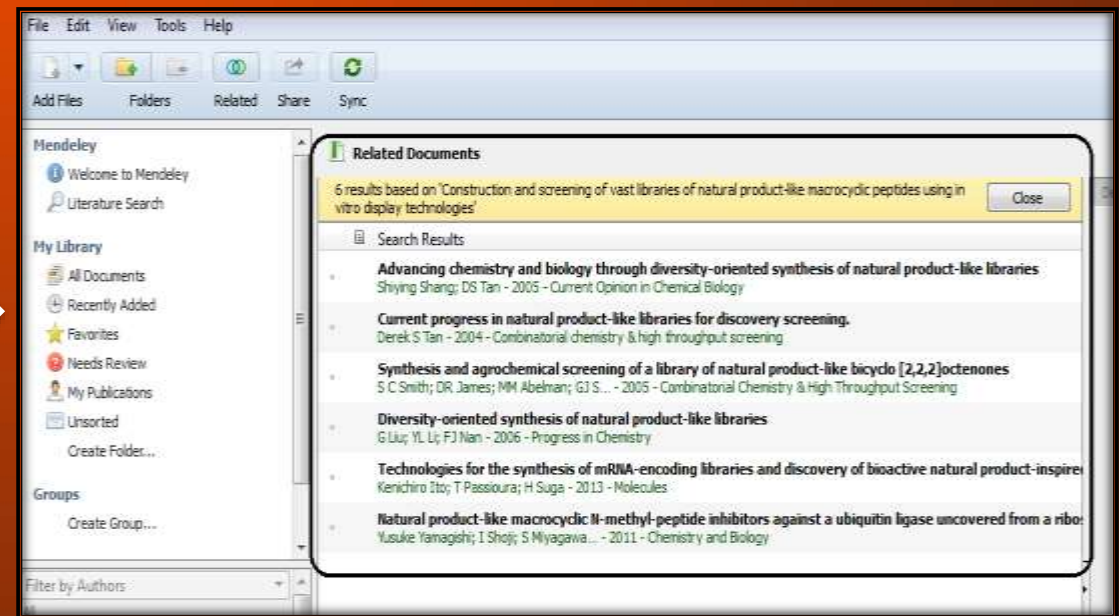 File Edit View Tools Help
Add Files Folders Related Share Sync
Mendeley
Welcome to Mendeley
Literature Search
My Library
All Documents
Recently Added
Favorites
Needs Review
My Publications
Unsorted
Create Folder...
Groups
Create Group...
Filter by Authors
All
Related Documents
6 results based on 'Construction and screening of vast libraries of natural product-like macrocyclic peptides using in
vitro display technologies'
Close
Search Results
Advancing chemistry and biology through diversity-oriented synthesis of natural product-like libraries
Shiying Shang; DS Tan - 2005 - Current Opinion in Chemical Biology
Current progress in natural product-like libraries for discovery screening.
Derek S Tan - 2004 - Combinatorial chemistry & high throughput screening
Synthesis and agrochemical screening of a library of natural product-like bicyclo [2,2,2]octenones
S C Smith; DR James; MM Abelman; GJ S... - 2005 - Combinatorial Chemistry & High Throughput Screening
Diversity-oriented synthesis of natural product-like libraries
G Liu; YL Li; FJ Nan - 2006 - Progress in Chemistry
Technologies for the synthesis of mRNA-encoding libraries and discovery of bioactive natural product-inspire
Kenichiro Ito; T Passioura; H Suga - 2013 - Molecules
Natural product-like macrocyclic N-methyl-peptide inhibitors against a ubiquitin ligase uncovered from a ribo
Yusuke Yamagishi; I Shoji; S Miyagawa... - 2011 - Chemistry and Biology